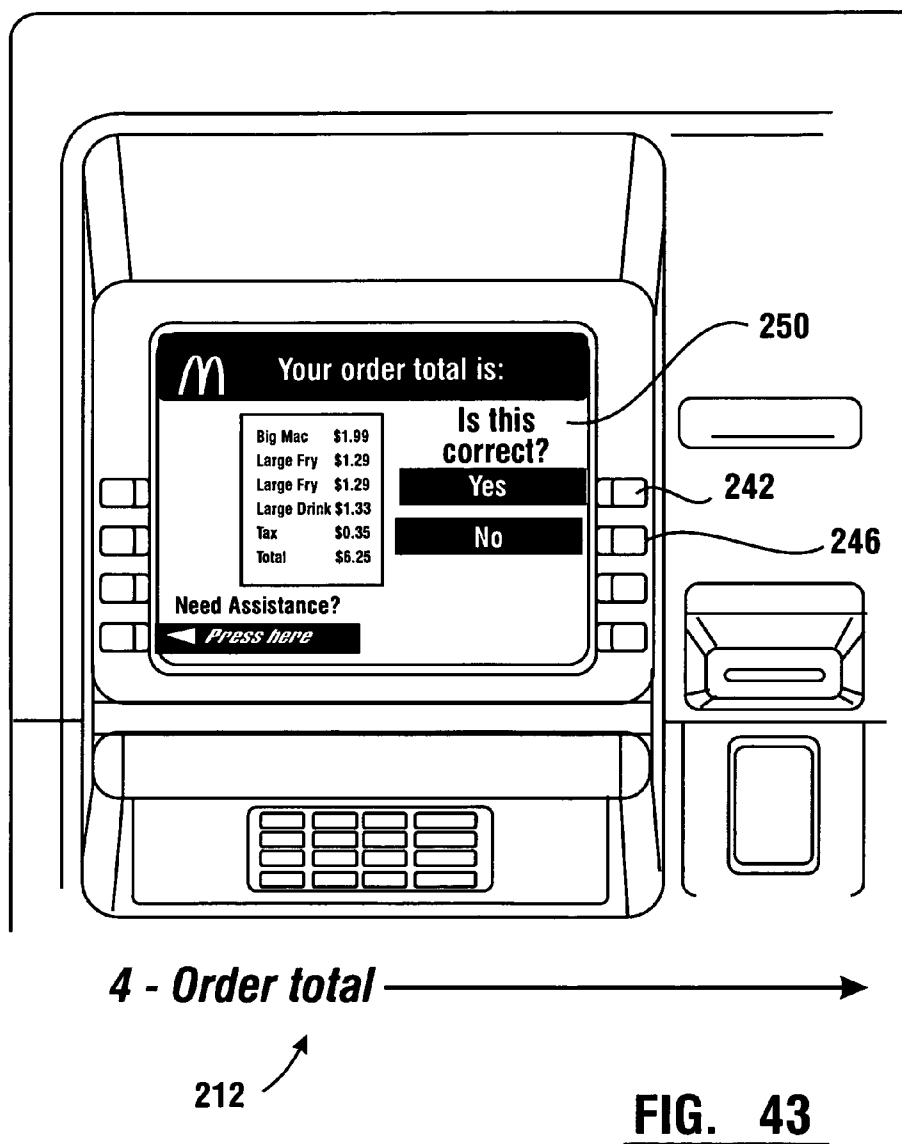 Your order total is:
Is this
correct?
Big Mac $1.99
Large Fry $1.29
Large Fry $1.29
Large Drink $1.33
Tax $0.35
Total $6.25
Yes
No
Need Assistance?
Press here
250
242
246
4 - Order total
212
FIG. 43